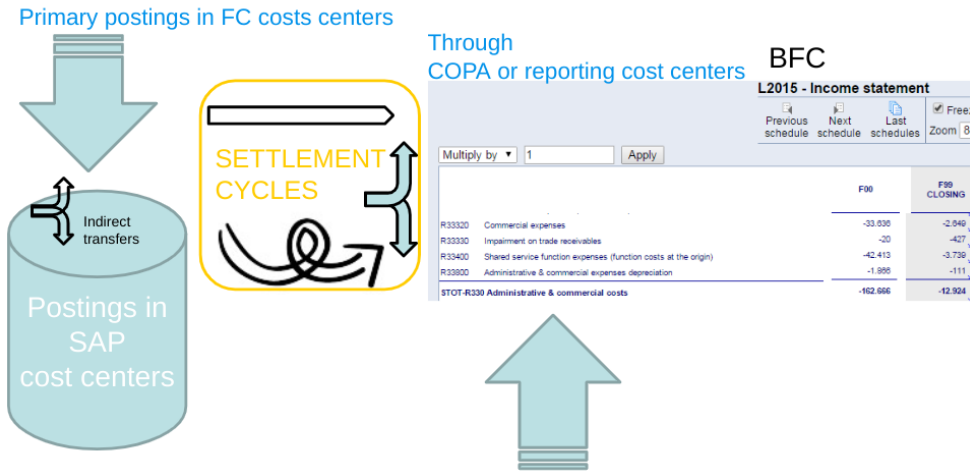 Primary postings in FC costs centers
Through
COPA or reporting cost centers
BFC
L2015 - Income statement
Previous schedule
Next schedule
Last schedules
Zoom 8
Multiply by 1 Apply
F00
F99 CLOSING
R33320 Commercial expenses -33.636 -2.649
R33330 Impairment on trade receivables -20 -427
R33400 Shared service function expenses (function costs at the origin) -42.413 -3.739
R33800 Administrative & commercial expenses depreciation -1.986 -111
STOT-R330 Administrative & commercial costs -162.666 -12.924
SETTLEMENT
CYCLES
Indirect
transfers
Postings in
SAP
cost centers